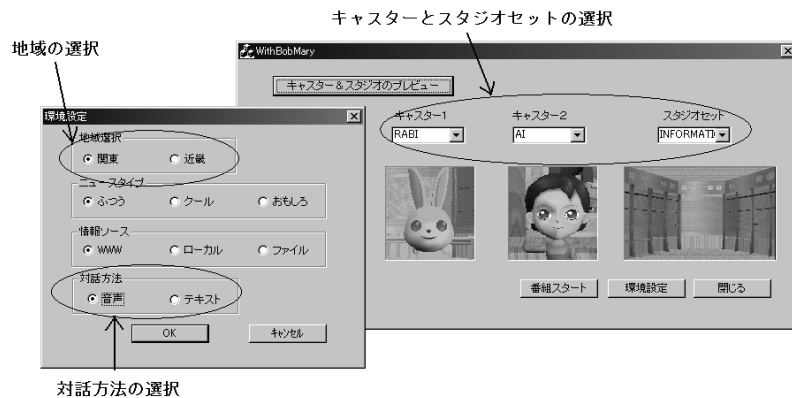 キャスターとスタジオセットの選択
地域の選択
WithBobMary
キャスター&スタジオのプレビュー
キャスター1
キャスター2
スタジオセット
RABI
AI
INFORMATI
環境設定
地域選択
関東
近畿
ニュースタイプ
ふつう
クール
おもしろ
情報ソース
WWW
ローカル
ファイル
対話方法
音声
テキスト
OK
キャンセル
番組スタート
環境設定
閉じる
対話方法の選択